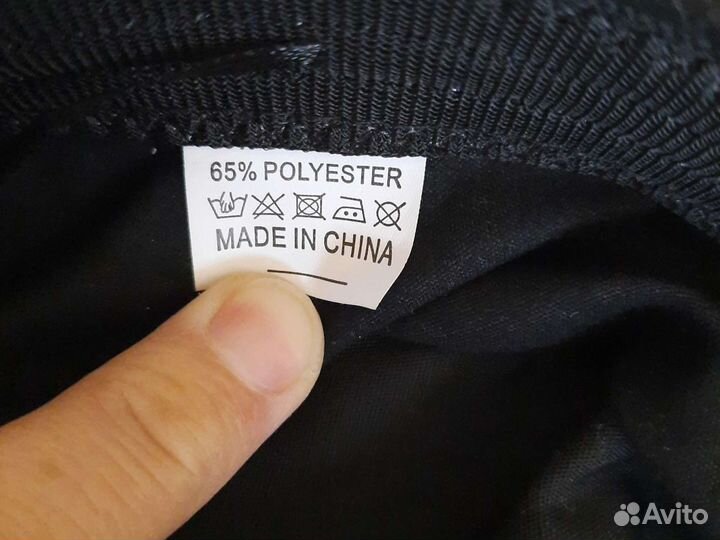 65% POLYESTER
MADE IN CHINA
Avito